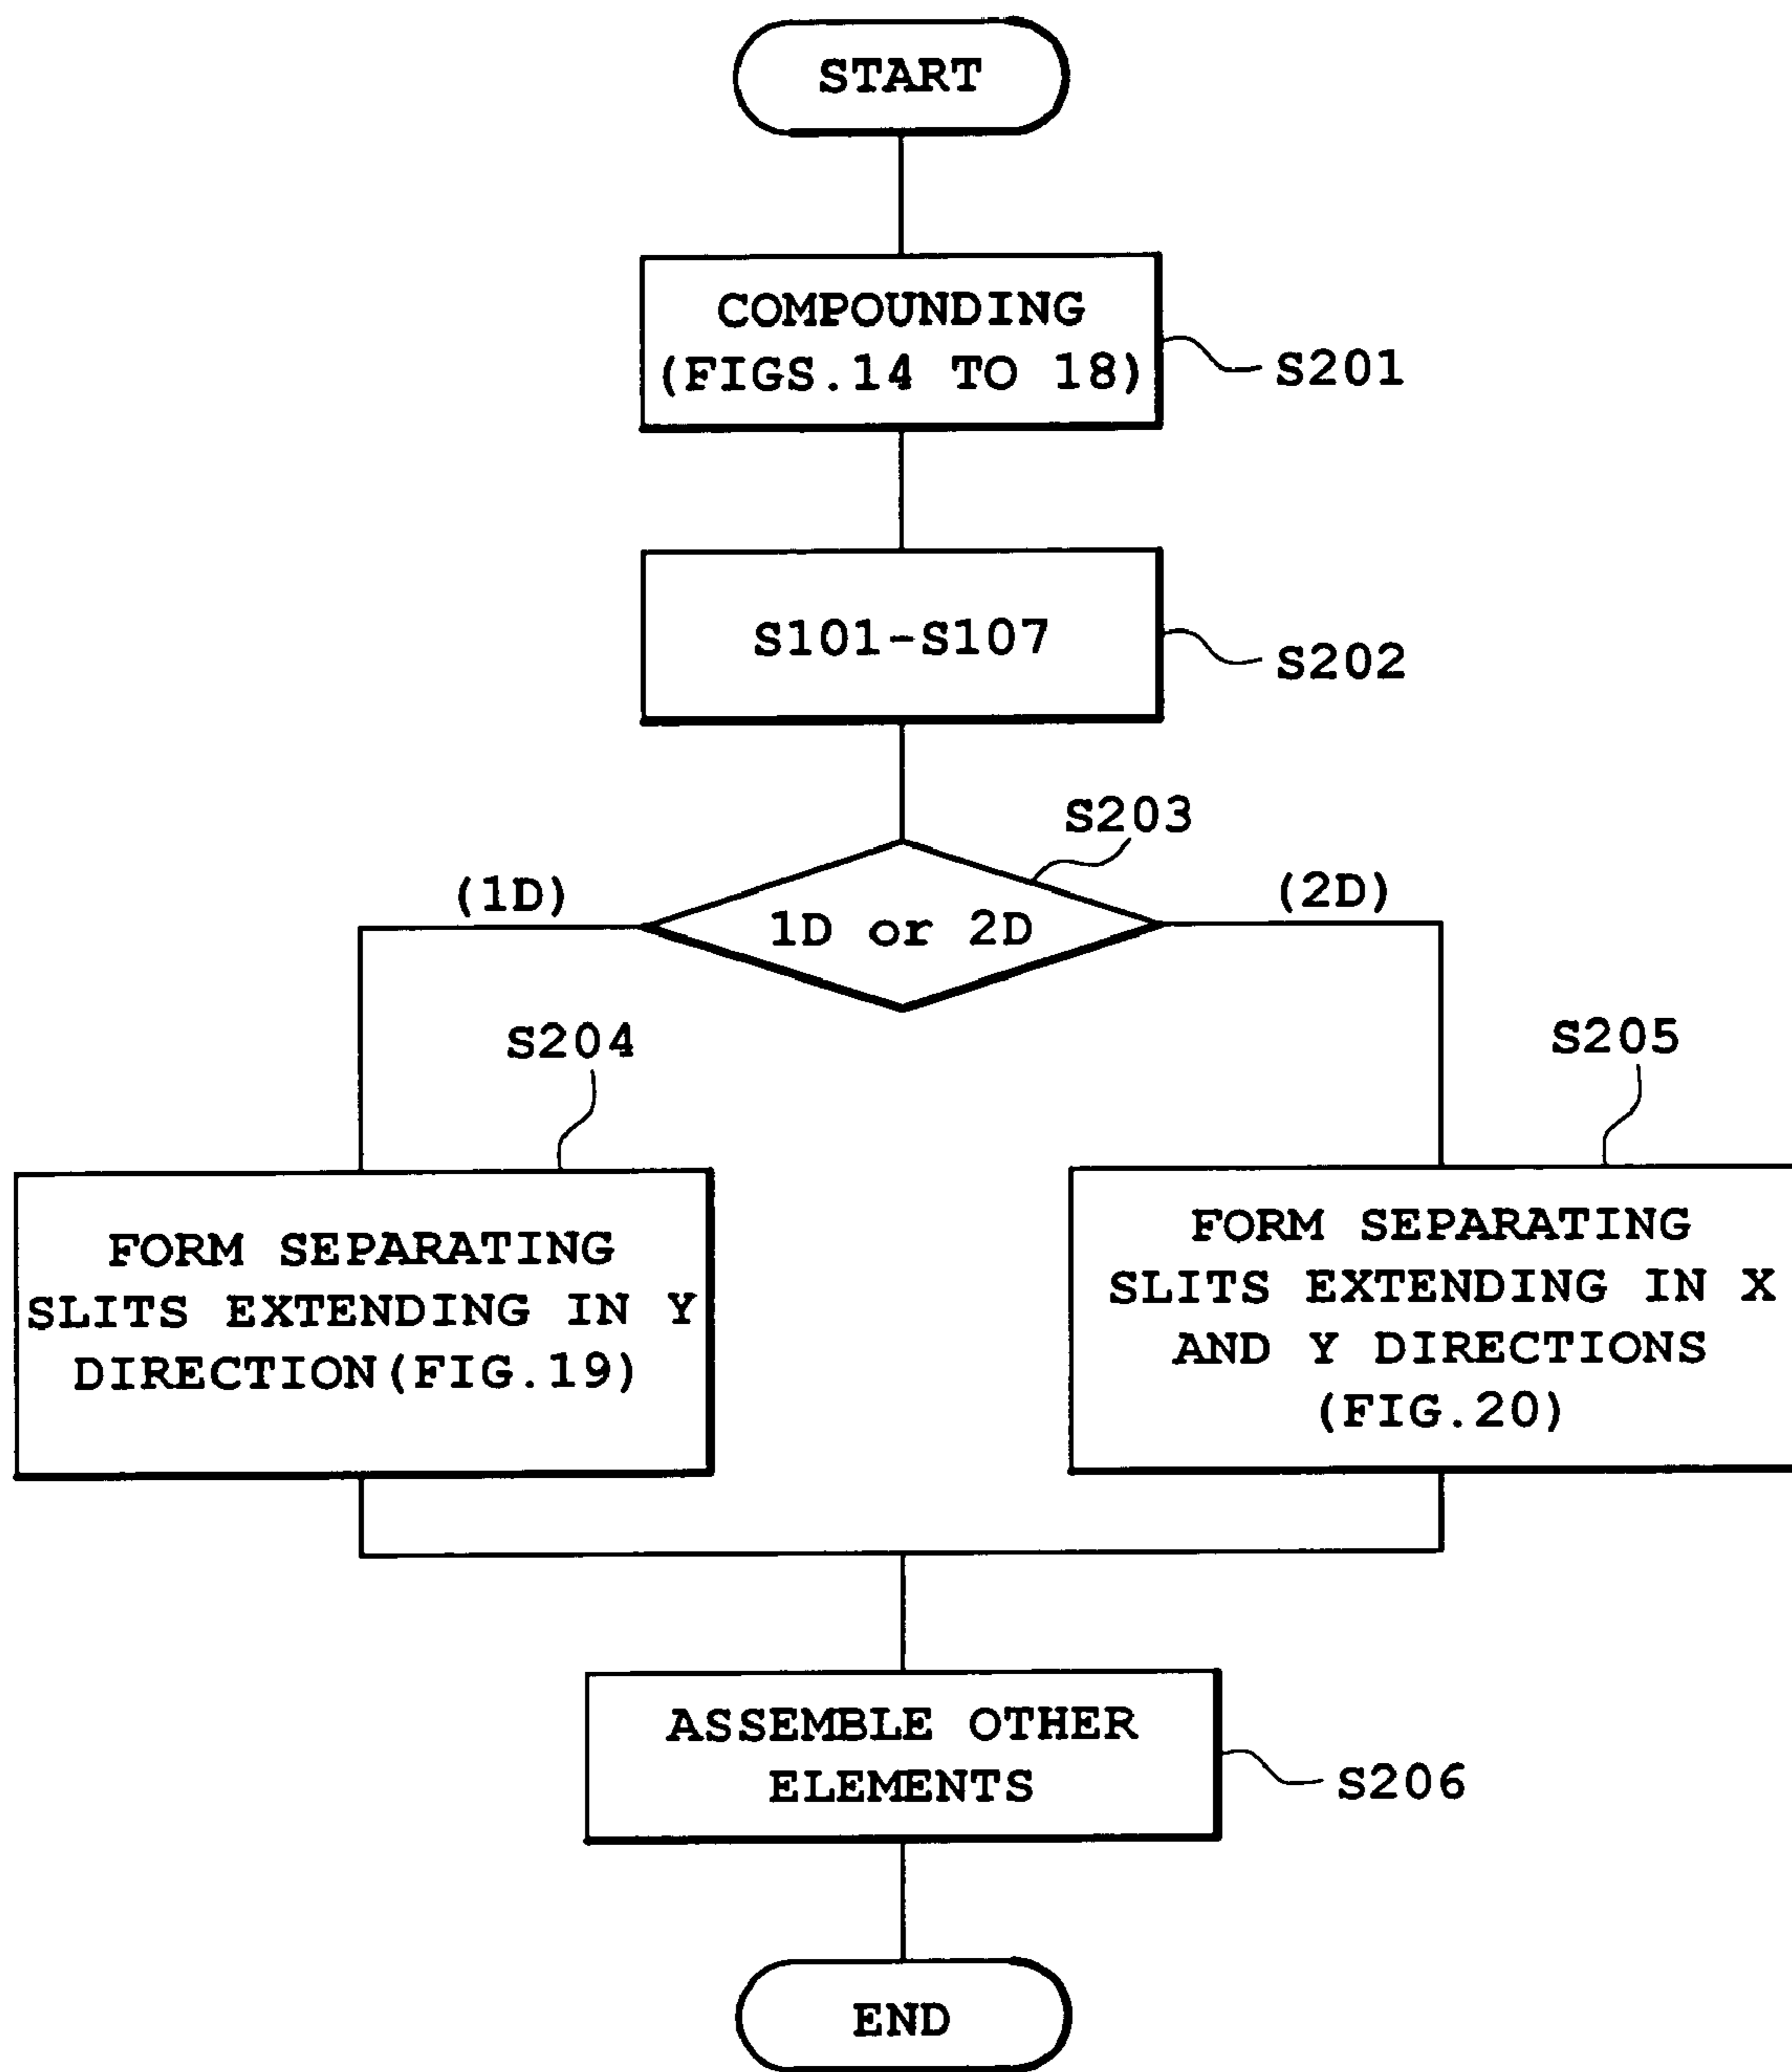 START
COMPOUNDING
(FIGS.14 TO 18)
S201
S101-S107
S202
S203
(1D)
1D or 2D
(2D)
S204
S205
FORM SEPARATING
SLITS EXTENDING IN Y
DIRECTION(FIG.19)
FORM SEPARATING
SLITS EXTENDING IN X
AND Y DIRECTIONS
(FIG.20)
ASSEMBLE OTHER
ELEMENTS
S206
END